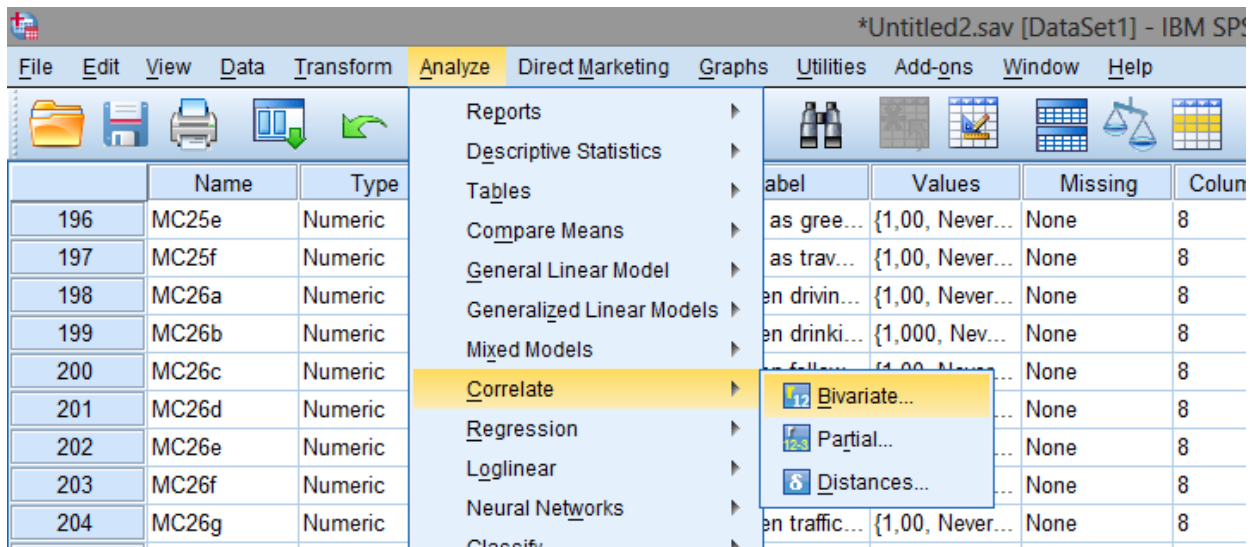 *Untitled2.sav [DataSet1] - IBM SPS
File Edit View Data Transform Analyze Direct Marketing Graphs Utilities Add-ons Window Help
Reports
Descriptive Statistics
Name Type Tables abel Values Missing Colum
196 MC25e Numeric Compare Means as gree... {1,00, Never... None 8
197 MC25f Numeric General Linear Model as trav... {1,00, Never... None 8
198 MC26a Numeric Generalized Linear Models en drivin... {1,00, Never... None 8
199 MC26b Numeric Mixed Models en drinki... {1,000, Nev... None 8
200 MC26c Numeric Correlate Bivariate... None 8
201 MC26d Numeric Regression Partial... None 8
202 MC26e Numeric Loglinear None 8
203 MC26f Numeric Neural Networks Distances... None 8
204 MC26g Numeric en traffic... {1,00, Never... None 8
Classify